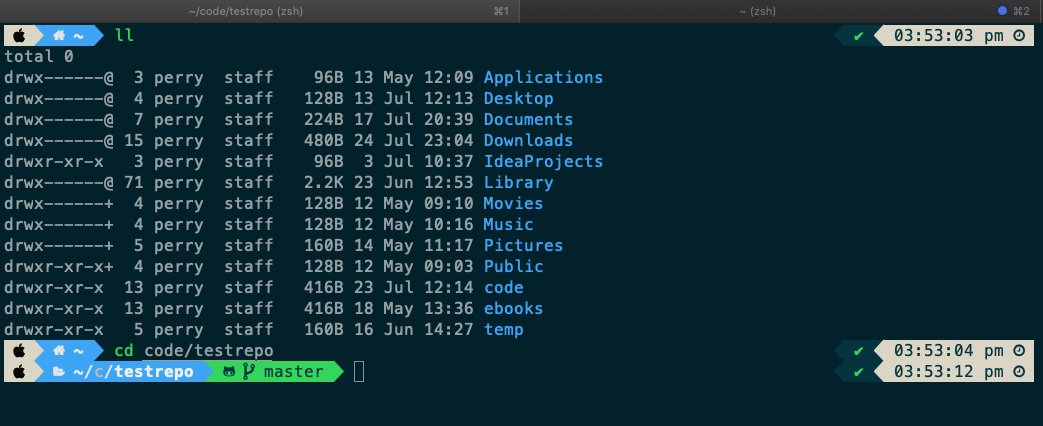 ~/code/testrepo (zsh) ⌘1 ~ (zsh) ⌘2
~ ll ✔ 03:53:03 pm
total 0
drwx------@ 3 perry staff 96B 13 May 12:09 Applications
drwx------@ 4 perry staff 128B 13 Jul 12:13 Desktop
drwx------@ 7 perry staff 224B 17 Jul 20:39 Documents
drwx------@ 15 perry staff 480B 24 Jul 23:04 Downloads
drwxr-xr-x 3 perry staff 96B 3 Jul 10:37 IdeaProjects
drwx------@ 71 perry staff 2.2K 23 Jun 12:53 Library
drwx------+ 4 perry staff 128B 12 May 09:10 Movies
drwx------+ 4 perry staff 128B 12 May 10:16 Music
drwx------+ 5 perry staff 160B 14 May 11:17 Pictures
drwxr-xr-x+ 4 perry staff 128B 12 May 09:03 Public
drwxr-xr-x 13 perry staff 416B 23 Jul 12:14 code
drwxr-xr-x 13 perry staff 416B 18 May 13:36 ebooks
drwxr-xr-x 5 perry staff 160B 16 Jun 14:27 temp
~ cd code/testrepo ✔ 03:53:04 pm
~/c/testrepo master ✔ 03:53:12 pm